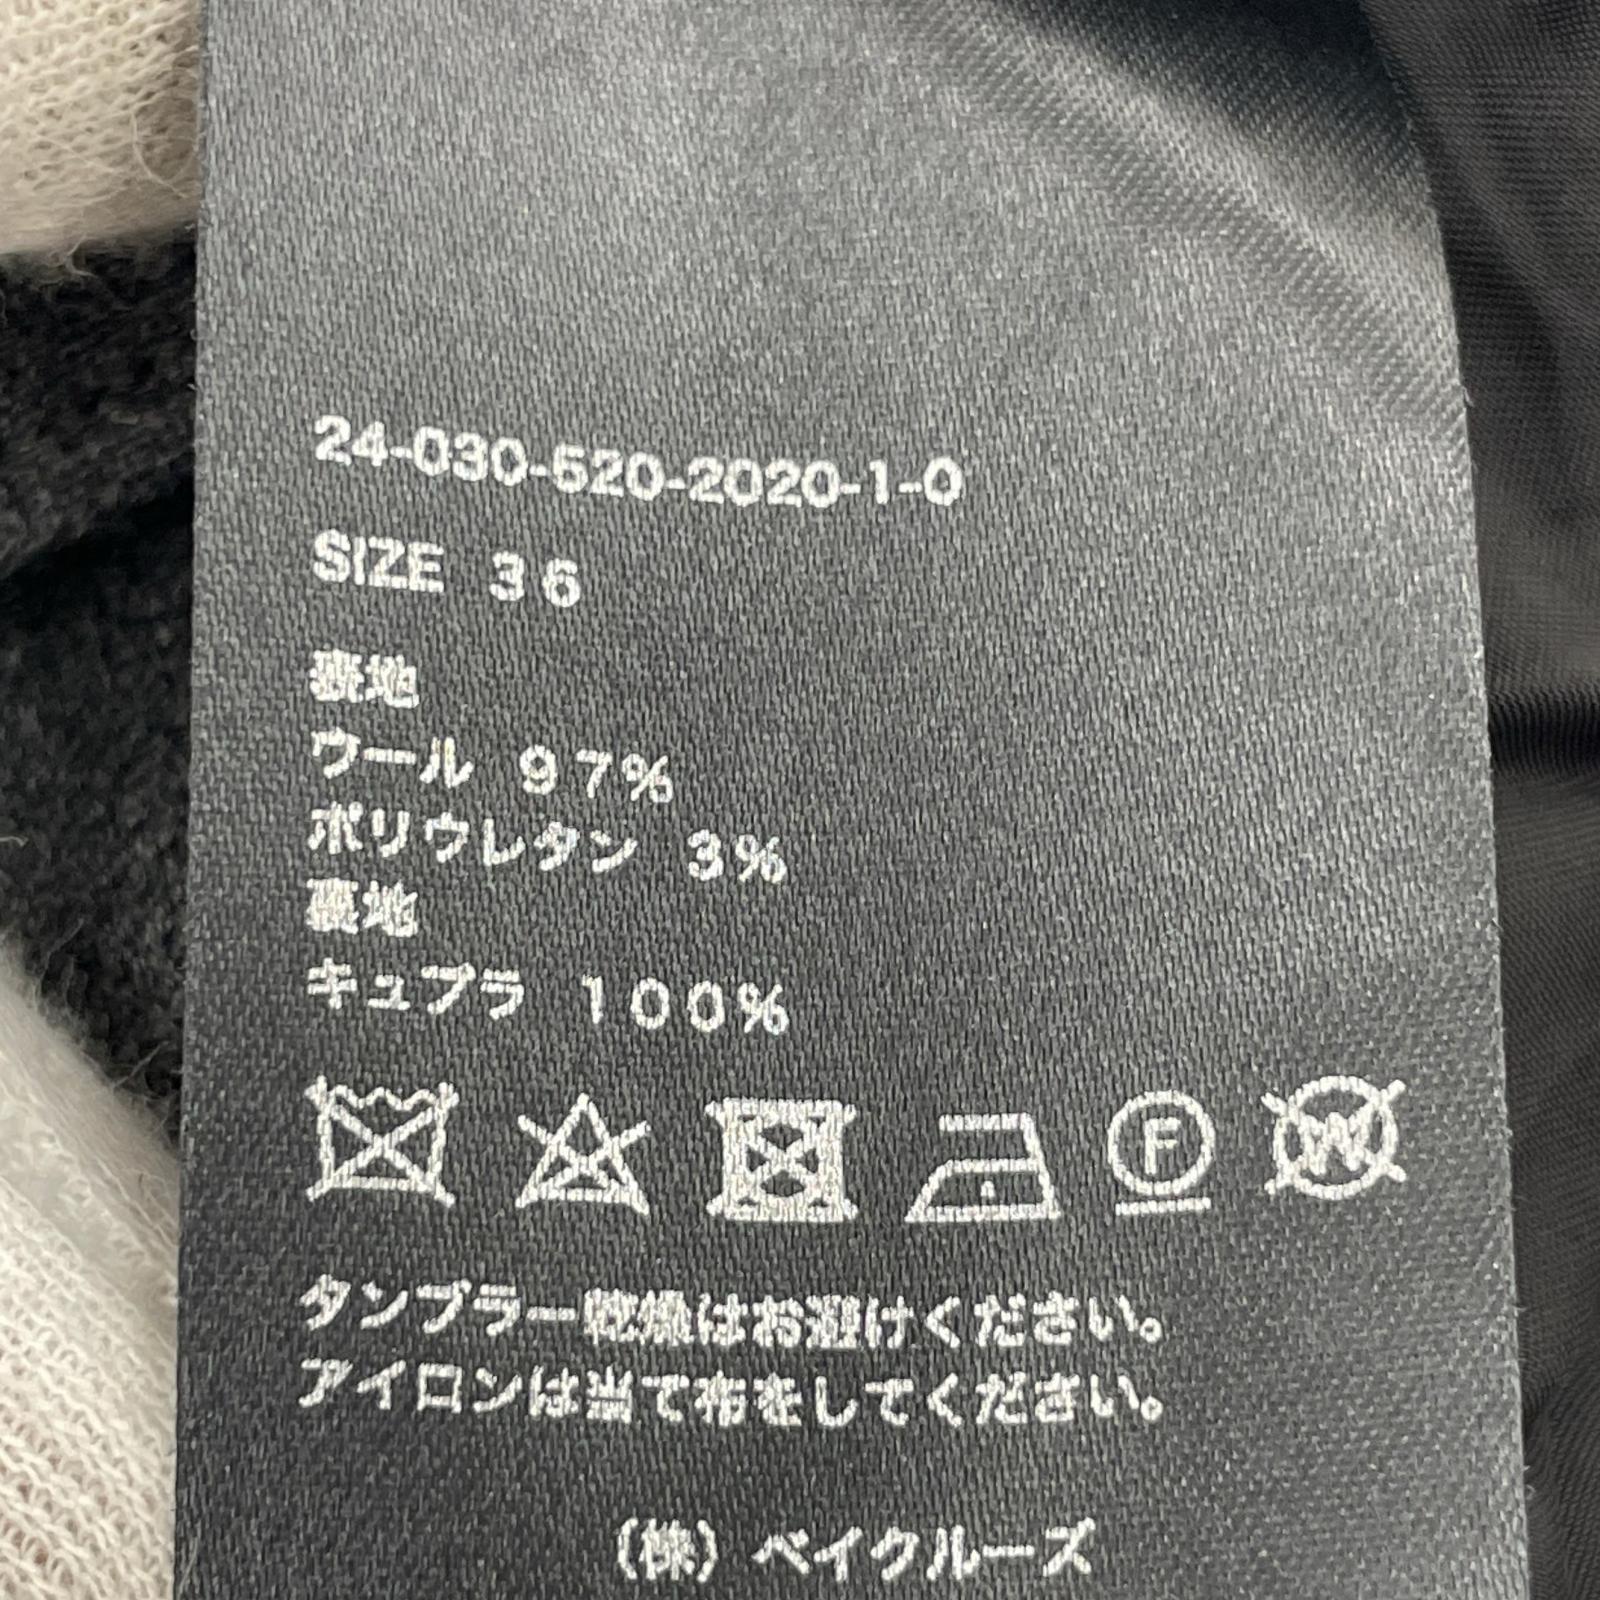 24-030-520-2020-1-0
SIZE 36
表地
ウール 97%
ポリウレタン 3%
裏地
キュプラ 100%
F W
タンブラー乾燥はお避けください。
アイロンは当て布をしてください。
(株) ベイクルーズ